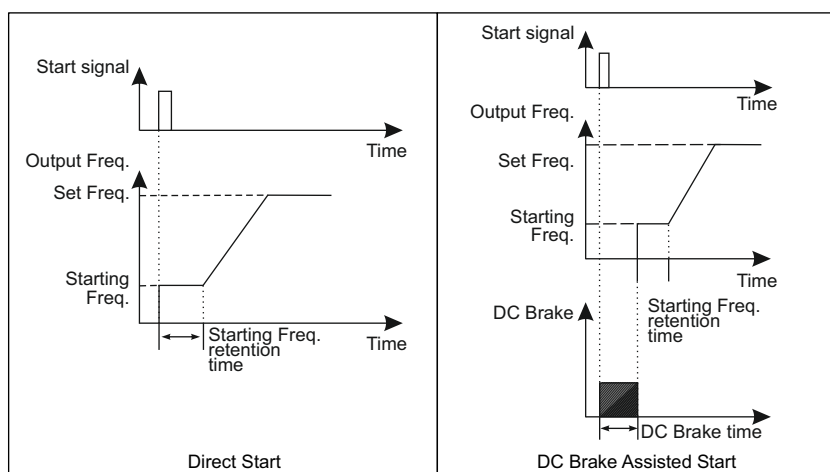 Start signal
Time
Output Freq.
Set Freq.
Starting
Freq.
Starting Freq.
retention
time
Time
Direct Start
Start signal
Time
Output Freq.
Set Freq.
Starting
Freq.
Time
Starting Freq.
retention
time
DC Brake
Time
DC Brake time
DC Brake Assisted Start